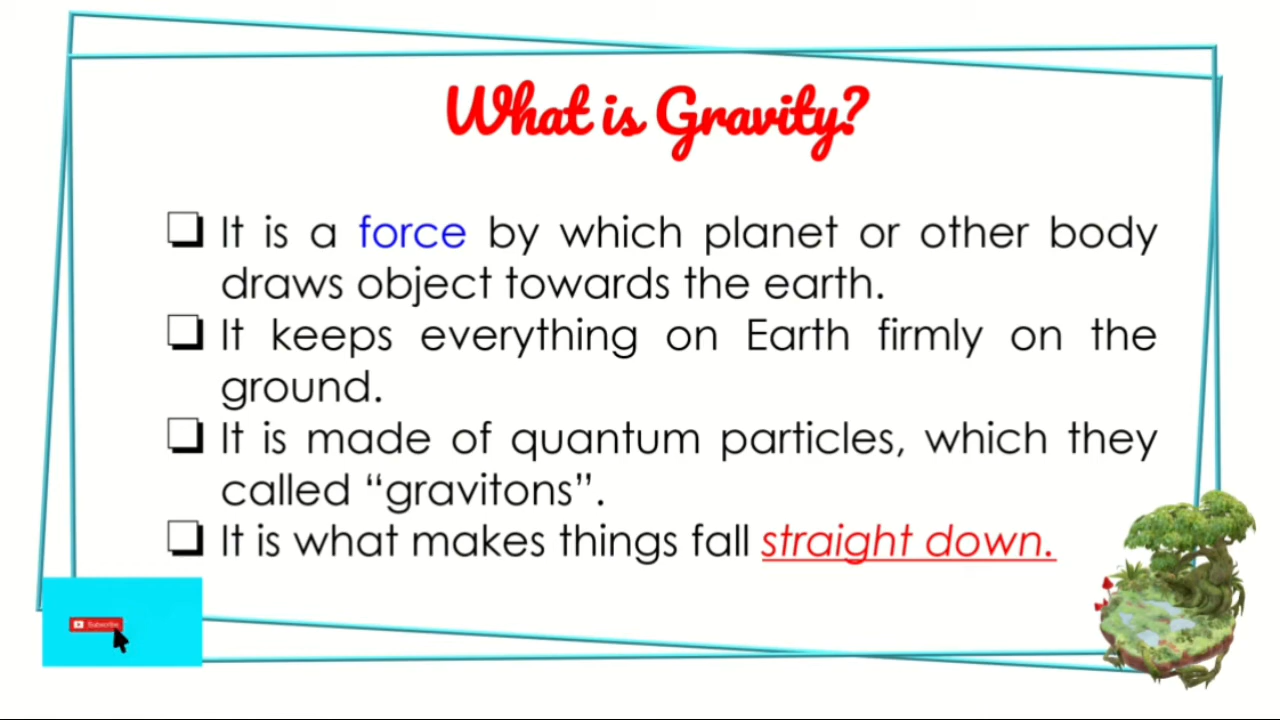 What is Gravity?
It is a force by which planet or other body
draws object towards the earth.
It keeps everything on Earth firmly on the
ground.
It is made of quantum particles, which they
called “gravitons”.
It is what makes things fall straight down.
Subscribe